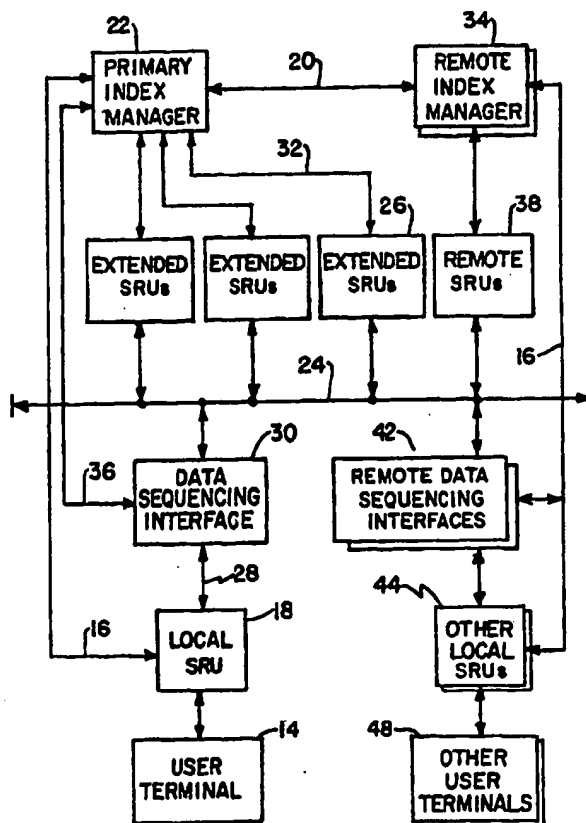 22
PRIMARY
INDEX
MANAGER
20
34
REMOTE
INDEX
MANAGER
32
26
38
EXTENDED
SRUs
EXTENDED
SRUs
EXTENDED
SRUs
REMOTE
SRUs
16
24
30
42
36
DATA
SEQUENCING
INTERFACE
REMOTE DATA
SEQUENCING
INTERFACES
28
18
44
16
LOCAL
SRU
OTHER
LOCAL
SRUs
14
48
USER
TERMINAL
OTHER
USER
TERMINALS